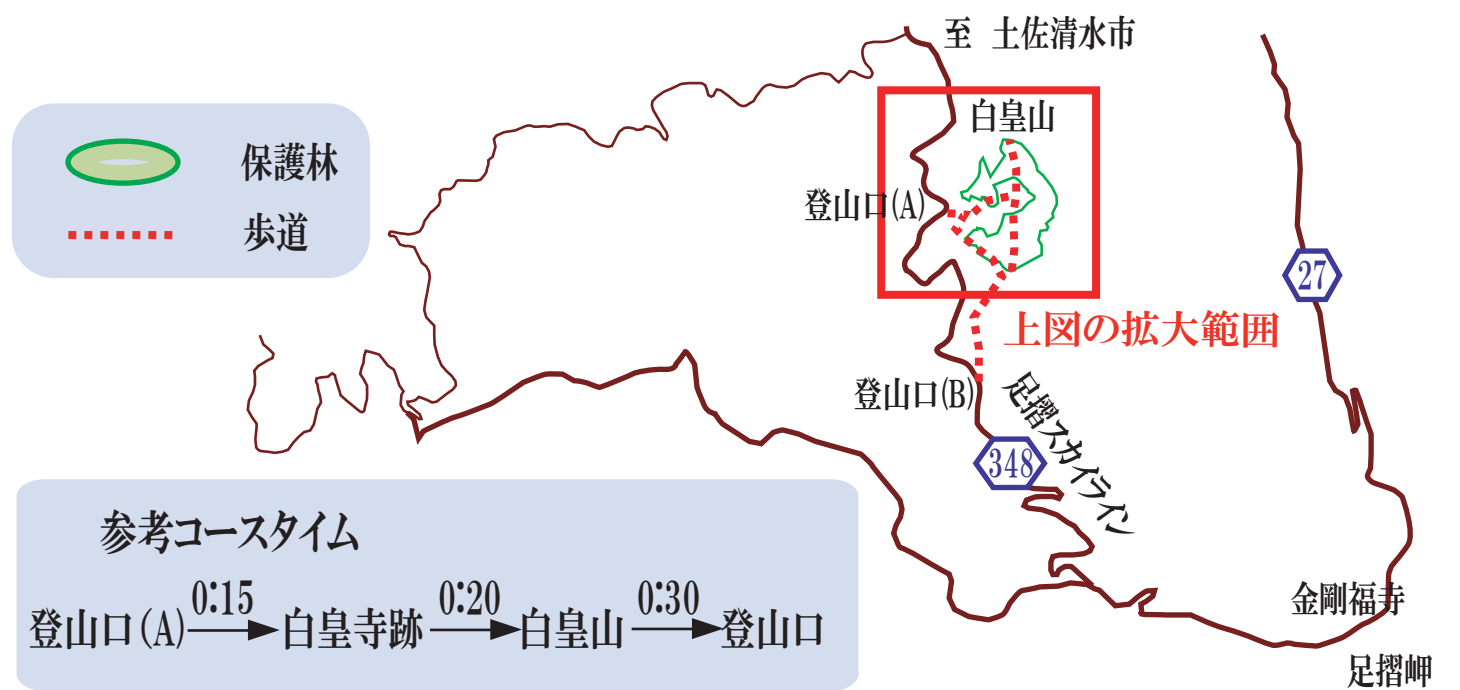 至 土佐清水市
白皇山
保護林
登山口(A)
歩道
27
上図の拡大範囲
登山口(B)
足摺スカイライン
348
参考コースタイム
0:15 0:20 0:30
登山口(A) 白皇寺跡 白皇山 登山口
金剛福寺
足摺岬